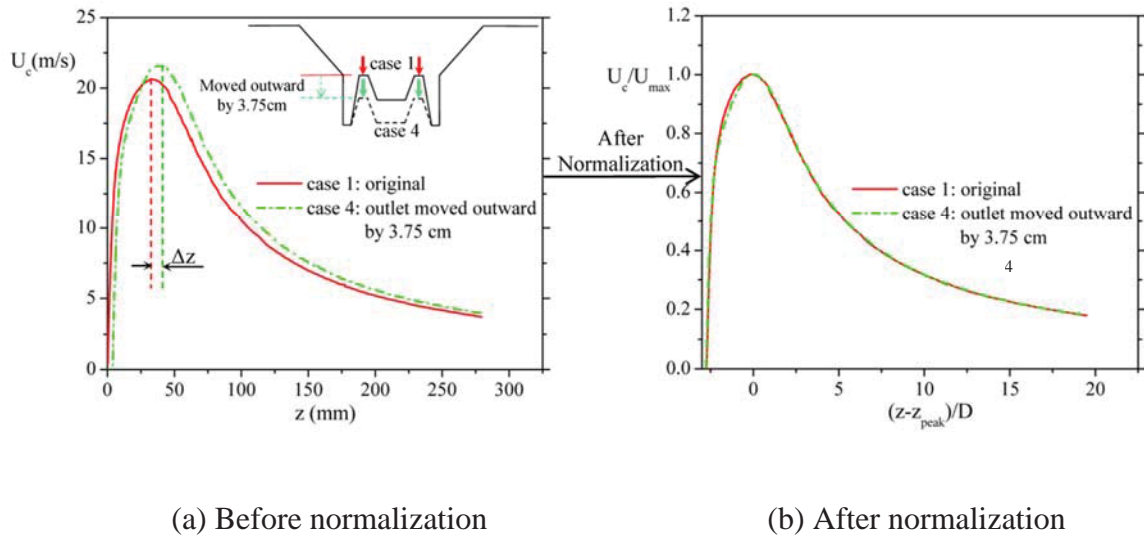 25
20
15
10
5
0
U_c(m/s)
0 50 100 150 200 250 300
z (mm)
case 1
Moved outward
by 3.75cm
case 4
case 1: original
case 4: outlet moved outward
by 3.75 cm
Δz
After
Normalization
U_c/U_max
1.2
1.0
0.8
0.6
0.4
0.2
0.0
case 1: original
case 4: outlet moved outward
by 3.75 cm
4
0 5 10 15 20
(z-z_peak)/D
(a) Before normalization
(b) After normalization